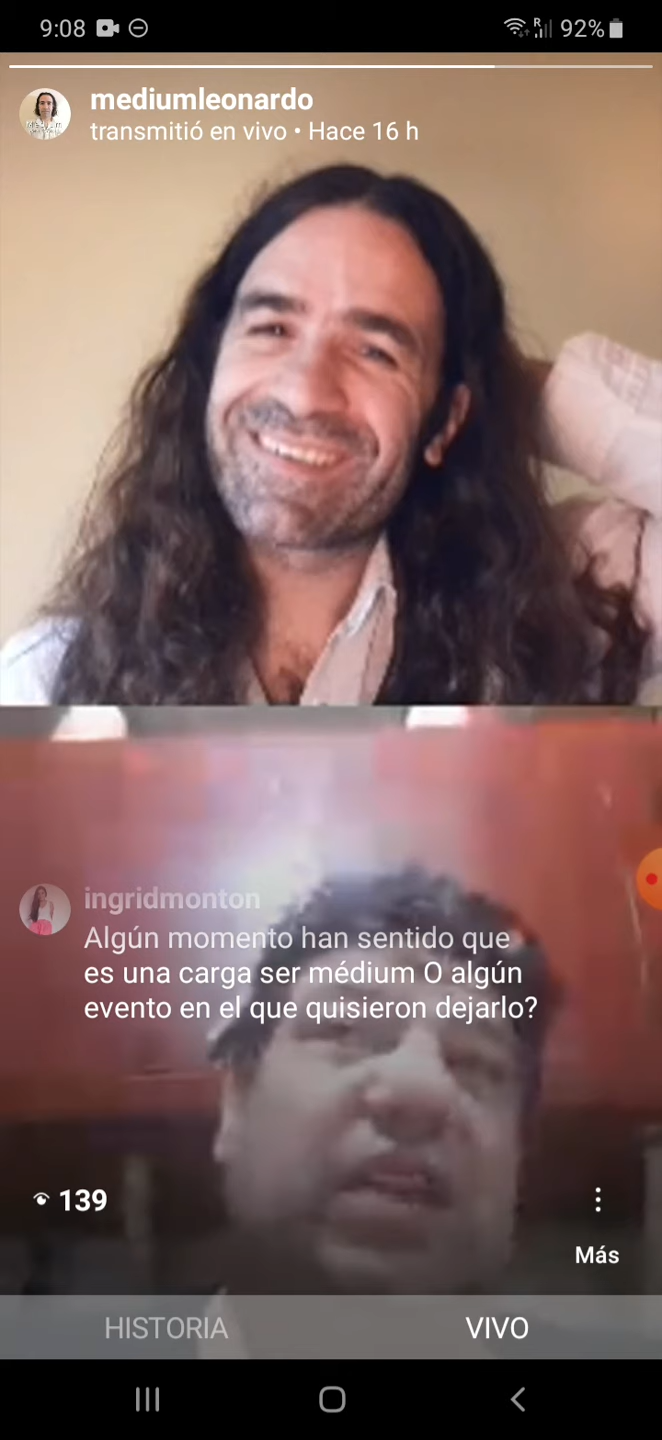 9:08 92%
mediumleonardo
transmitió en vivo • Hace 16 h
ingridmonton
Algún momento han sentido que
es una carga ser médium O algún
evento en el que quisieron dejarlo?
139
Más
HISTORIA VIVO